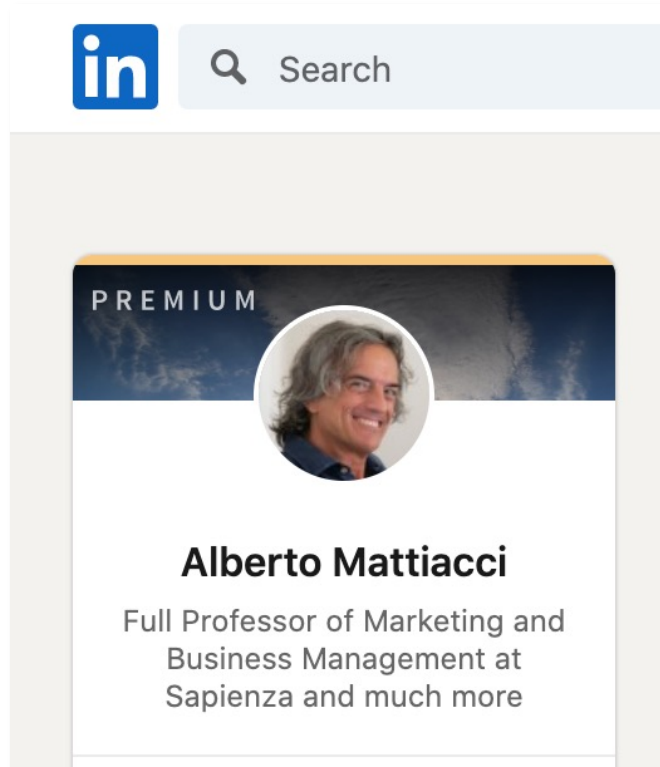 in
Search
PREMIUM
Alberto Mattiacci
Full Professor of Marketing and
Business Management at
Sapienza and much more